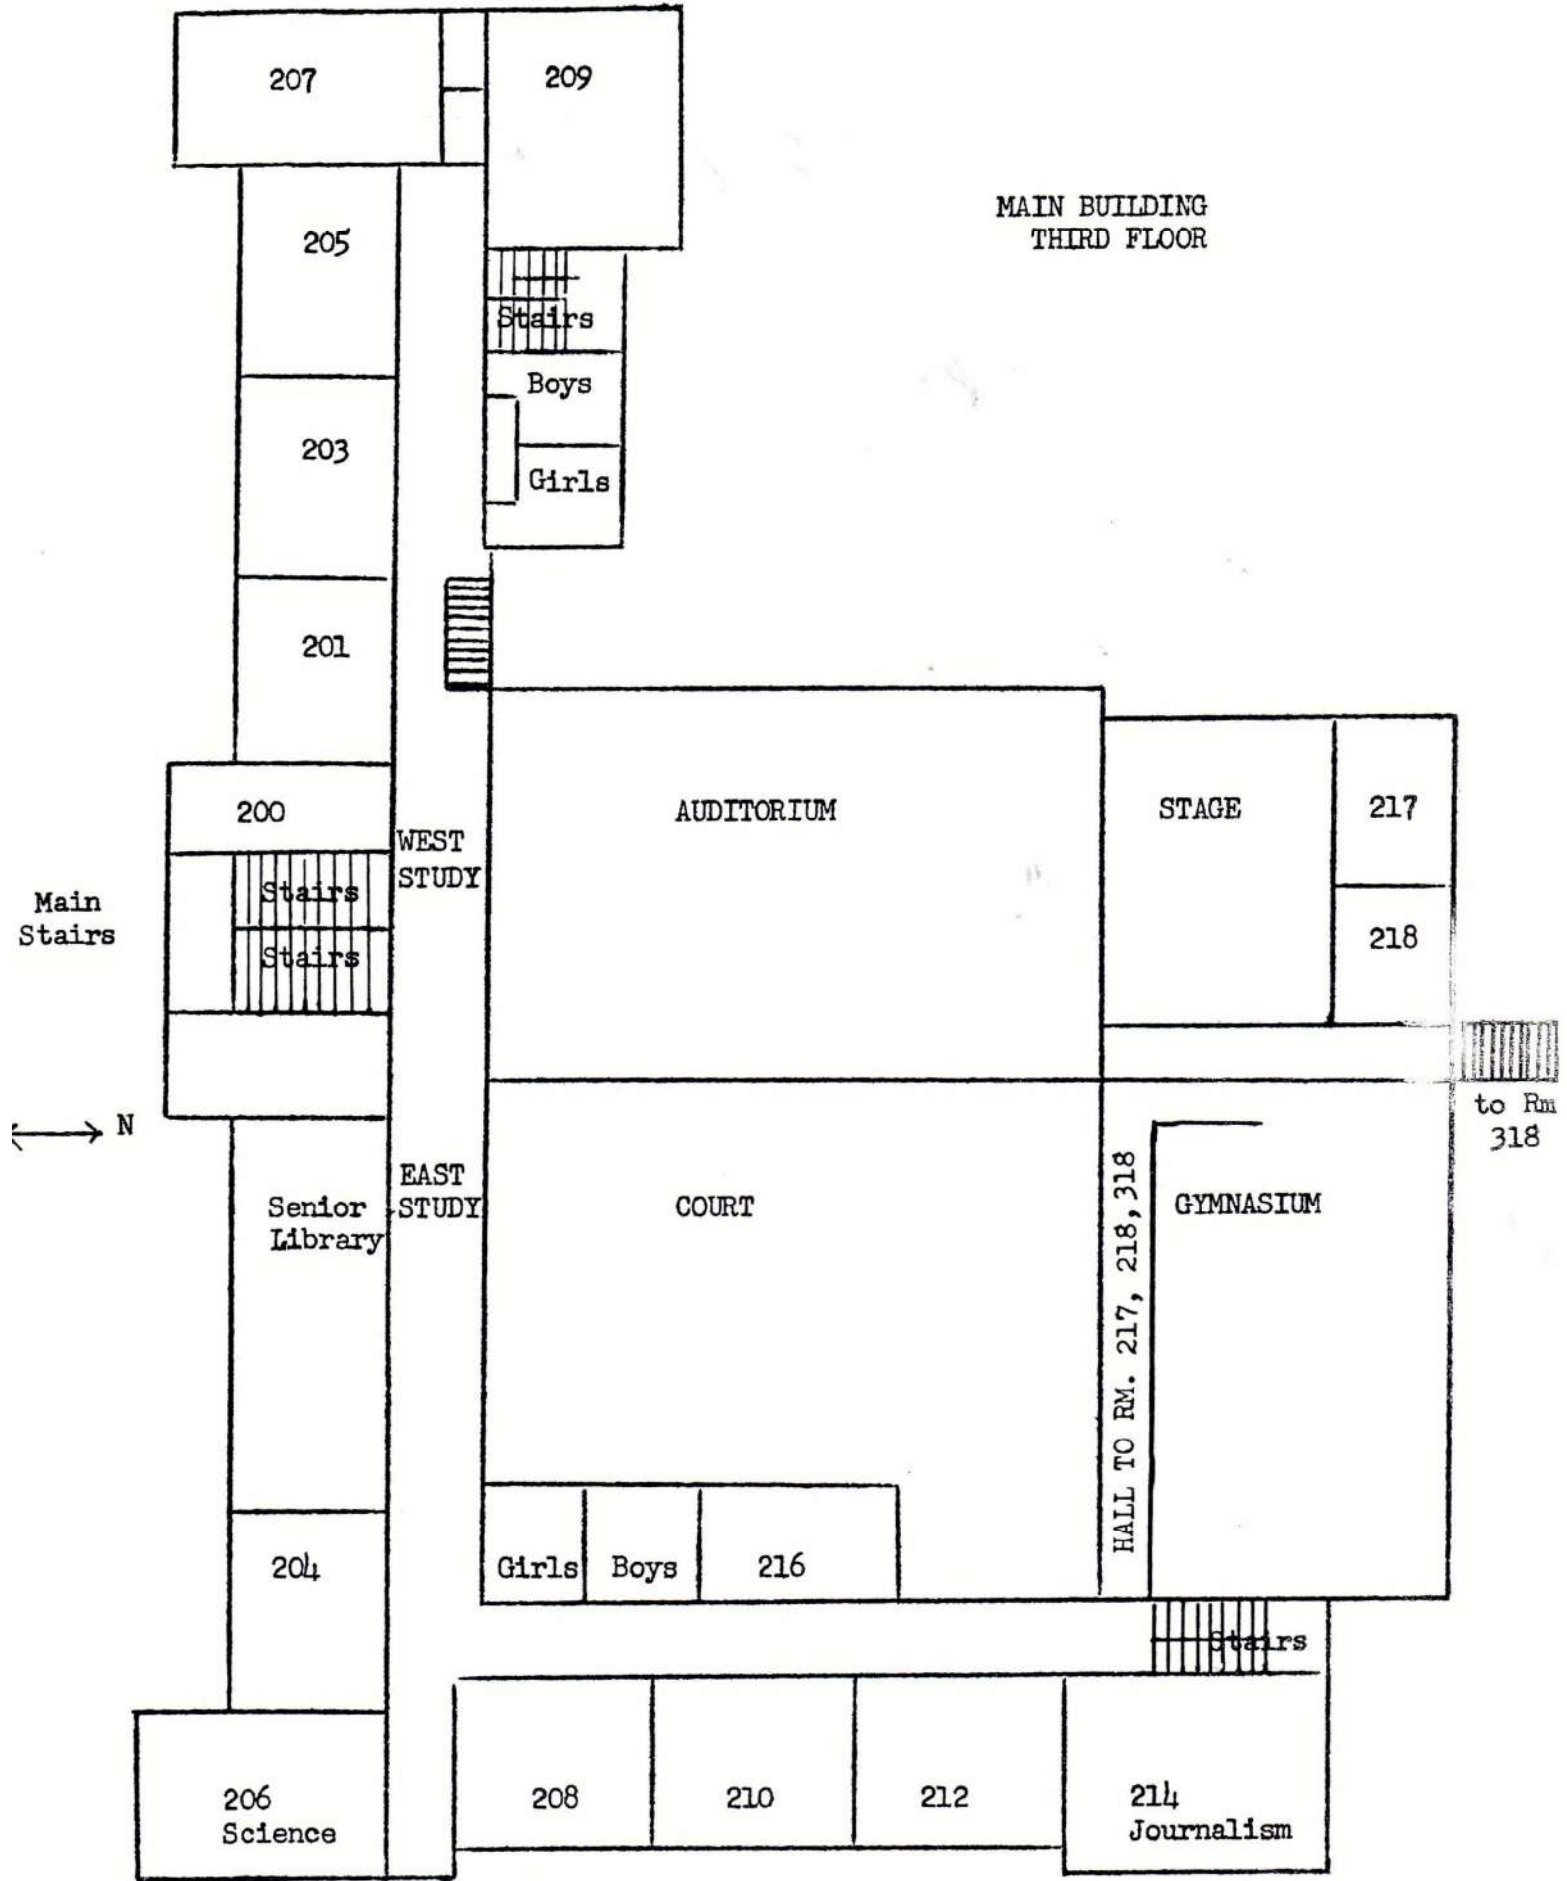 207
209
MAIN BUILDING
THIRD FLOOR
205
Stairs
Boys
203
Girls
201
200
AUDITORIUM
STAGE
217
WEST
STUDY
Main
Stairs
Stairs
Stairs
218
to Rm
318
N
EAST
STUDY
Senior
Library
COURT
HALL TO RM. 217, 218,318
GYMNASIUM
204
Girls
Boys
216
Stairs
206
Science
208
210
212
214
Journalism